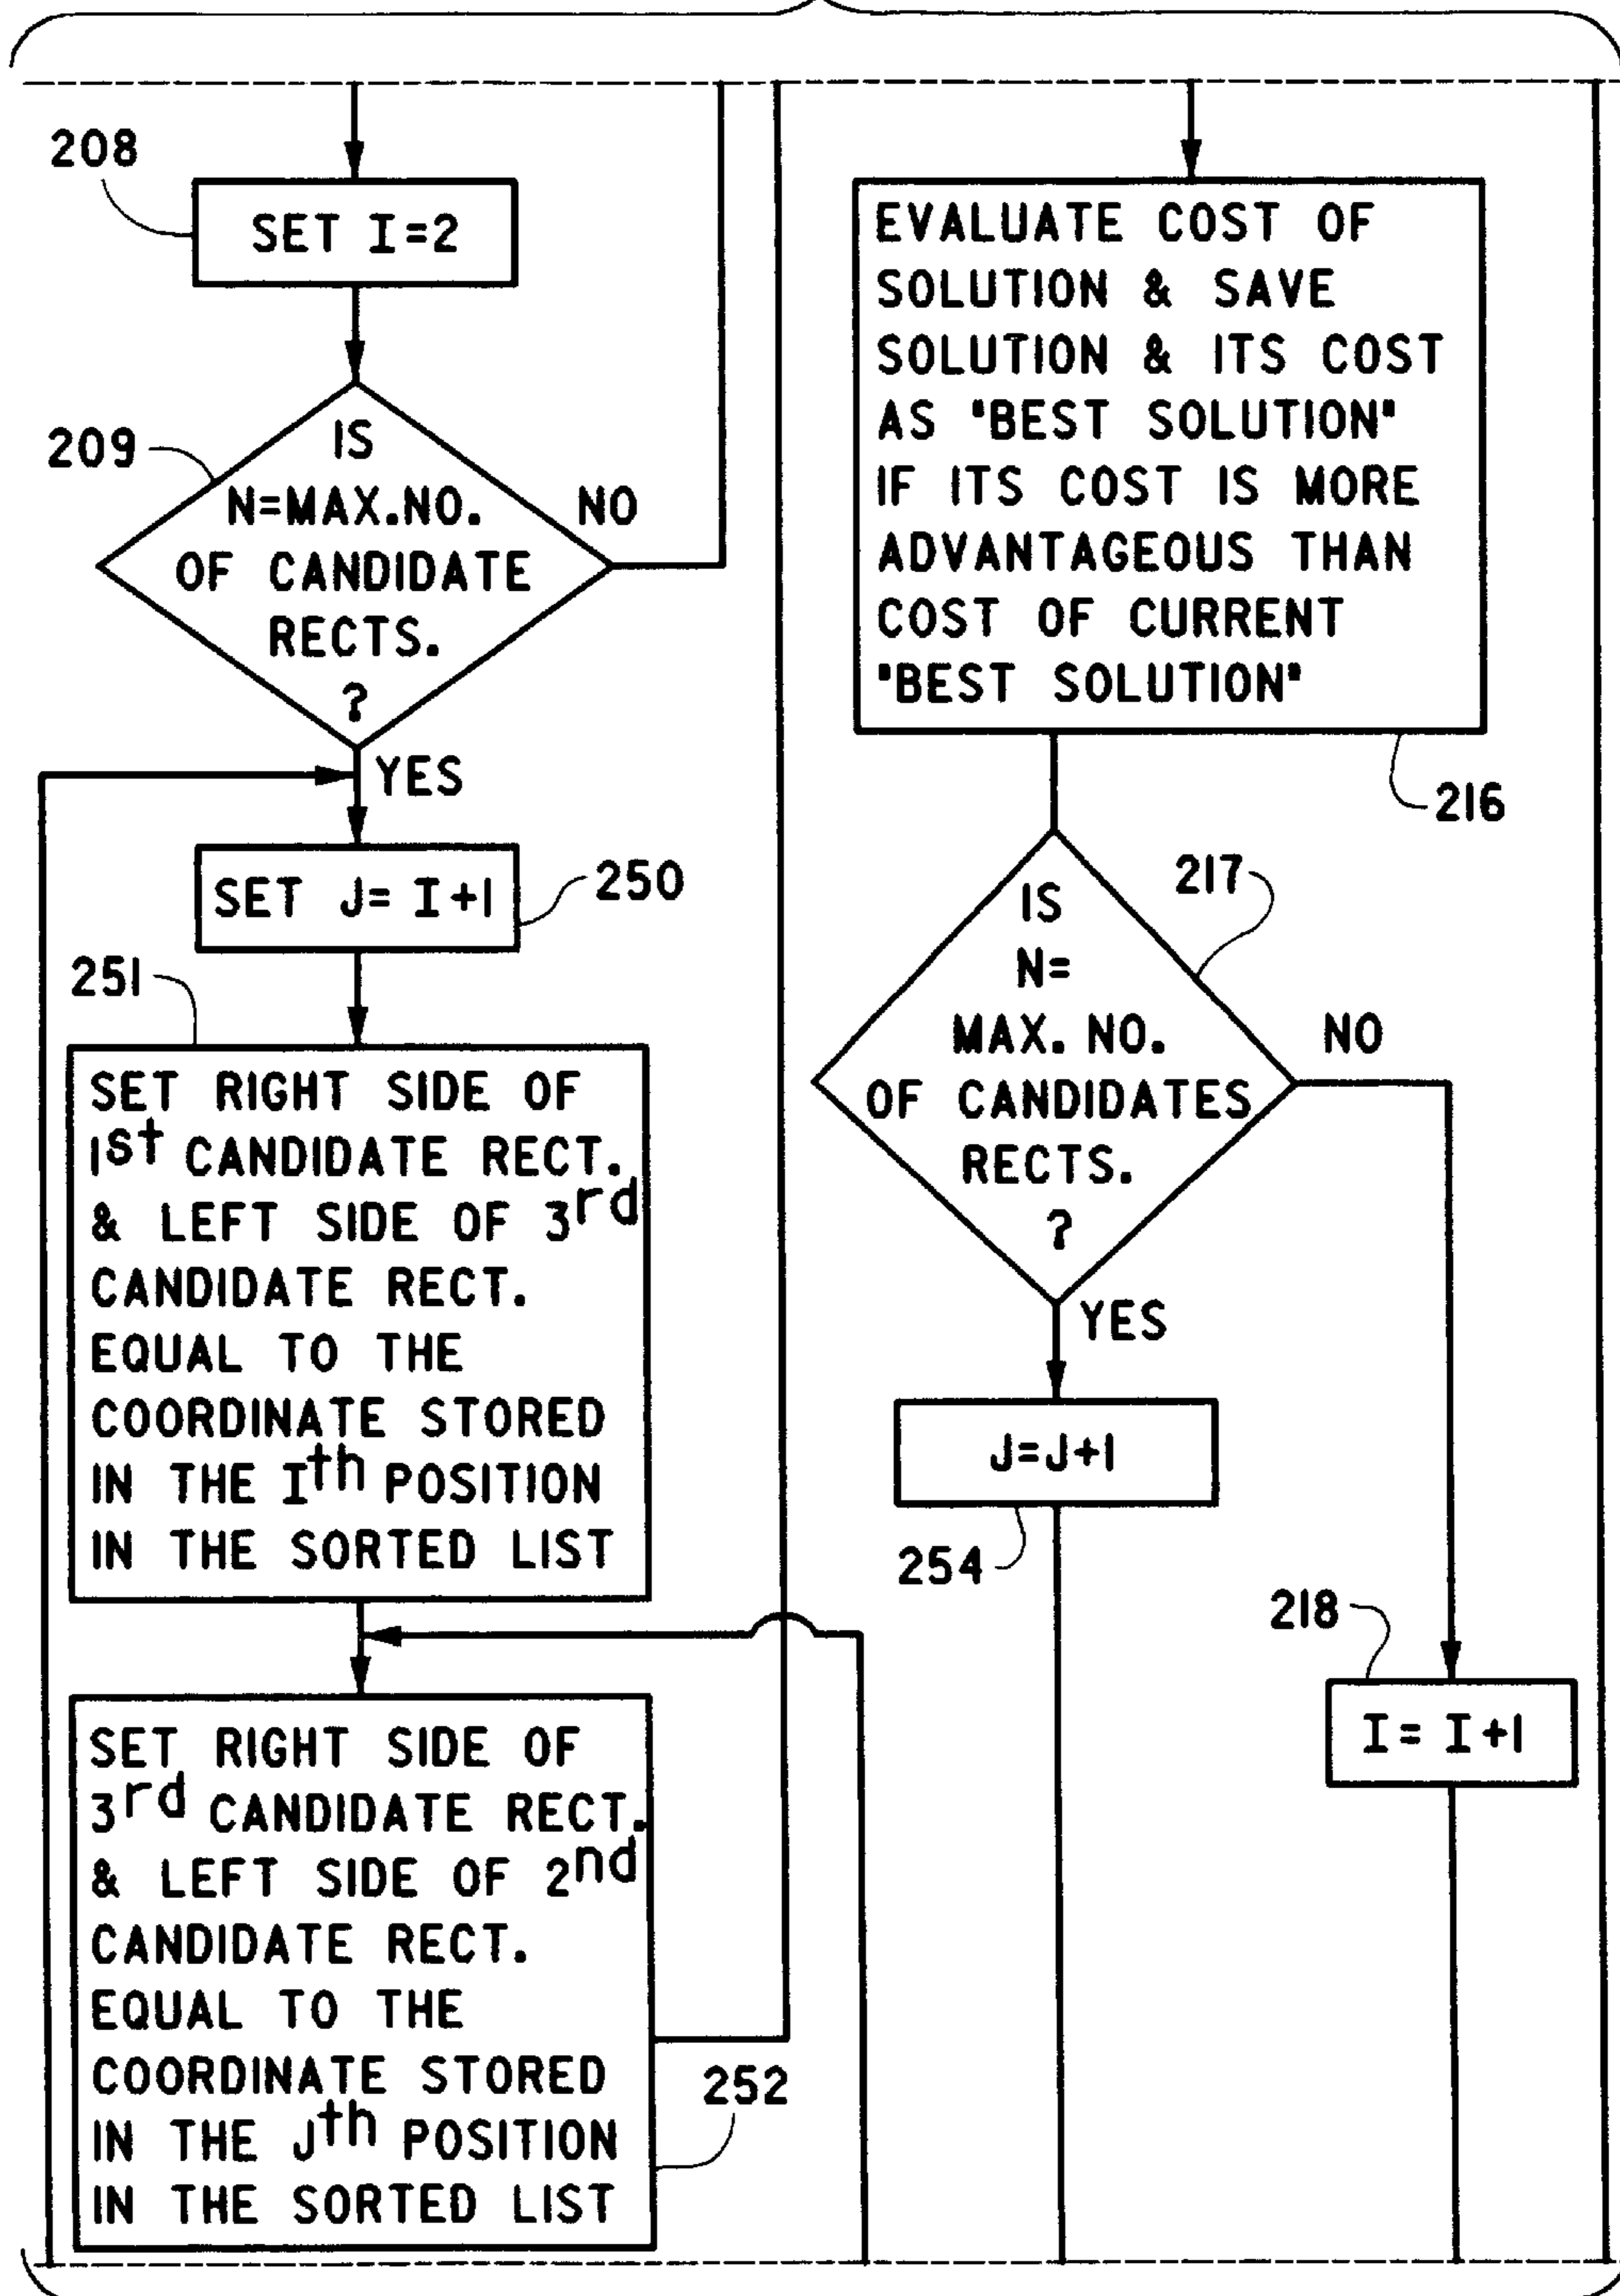 208
SET I=2
209
IS
N=MAX.NO.
OF CANDIDATE
RECTS.
?
NO
YES
SET J= I+1
250
251
SET RIGHT SIDE OF
1st CANDIDATE RECT.
& LEFT SIDE OF 3rd
CANDIDATE RECT.
EQUAL TO THE
COORDINATE STORED
IN THE Ith POSITION
IN THE SORTED LIST
SET RIGHT SIDE OF
3rd CANDIDATE RECT.
& LEFT SIDE OF 2nd
CANDIDATE RECT.
EQUAL TO THE
COORDINATE STORED
IN THE Jth POSITION
IN THE SORTED LIST
252
EVALUATE COST OF
SOLUTION & SAVE
SOLUTION & ITS COST
AS "BEST SOLUTION"
IF ITS COST IS MORE
ADVANTAGEOUS THAN
COST OF CURRENT
"BEST SOLUTION"
216
217
IS
N=
MAX. NO.
OF CANDIDATES
RECTS.
?
NO
YES
J=J+1
254
218
I= I+1